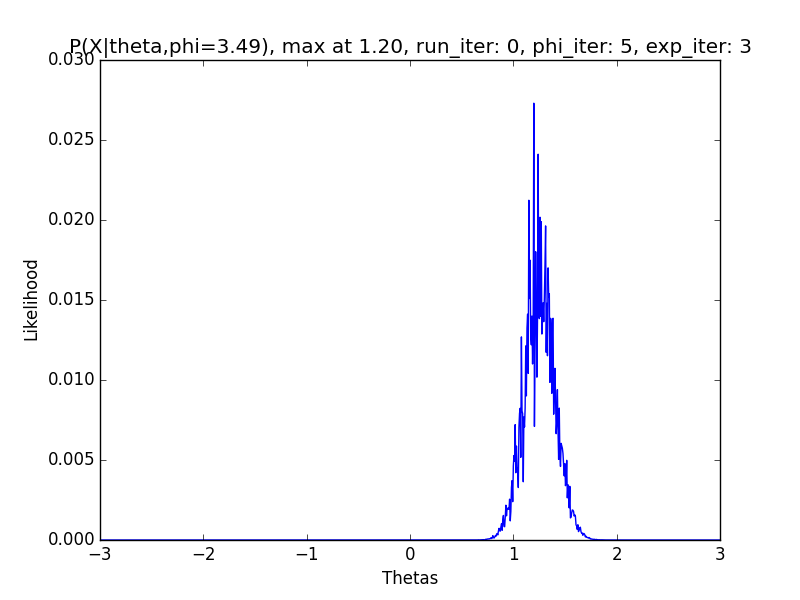 P(X|theta,phi=3.49), max at 1.20, run_iter: 0, phi_iter: 5, exp_iter: 3
0.030
0.025
0.020
0.015
0.010
0.005
0.000
Likelihood
−3 −2 −1 0 1 2 3
Thetas